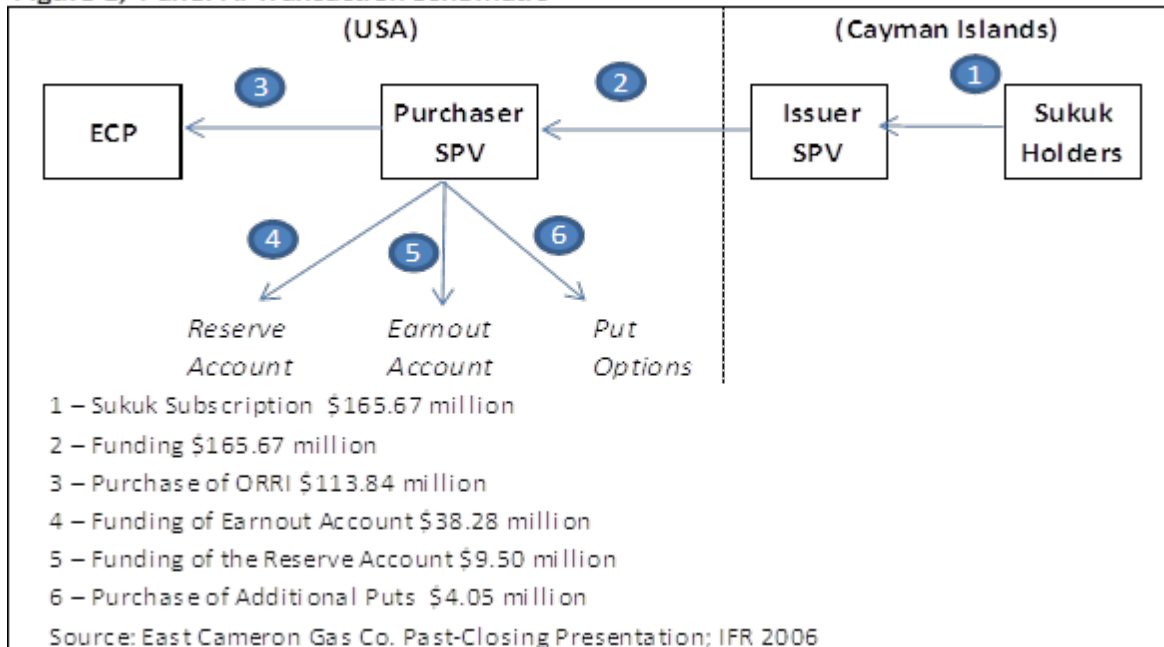 (USA)
(Cayman Islands)
3
2
1
ECP
Purchaser
SPV
Issuer
SPV
Sukuk
Holders
4
5
6
Reserve
Account
Earnout
Account
Put
Options
1 – Sukuk Subscription $165.67 million
2 – Funding $165.67 million
3 – Purchase of ORRI $113.84 million
4 – Funding of Earnout Account $38.28 million
5 – Funding of the Reserve Account $9.50 million
6 – Purchase of Additional Puts $4.05 million
Source: East Cameron Gas Co. Past-Closing Presentation; IFR 2006